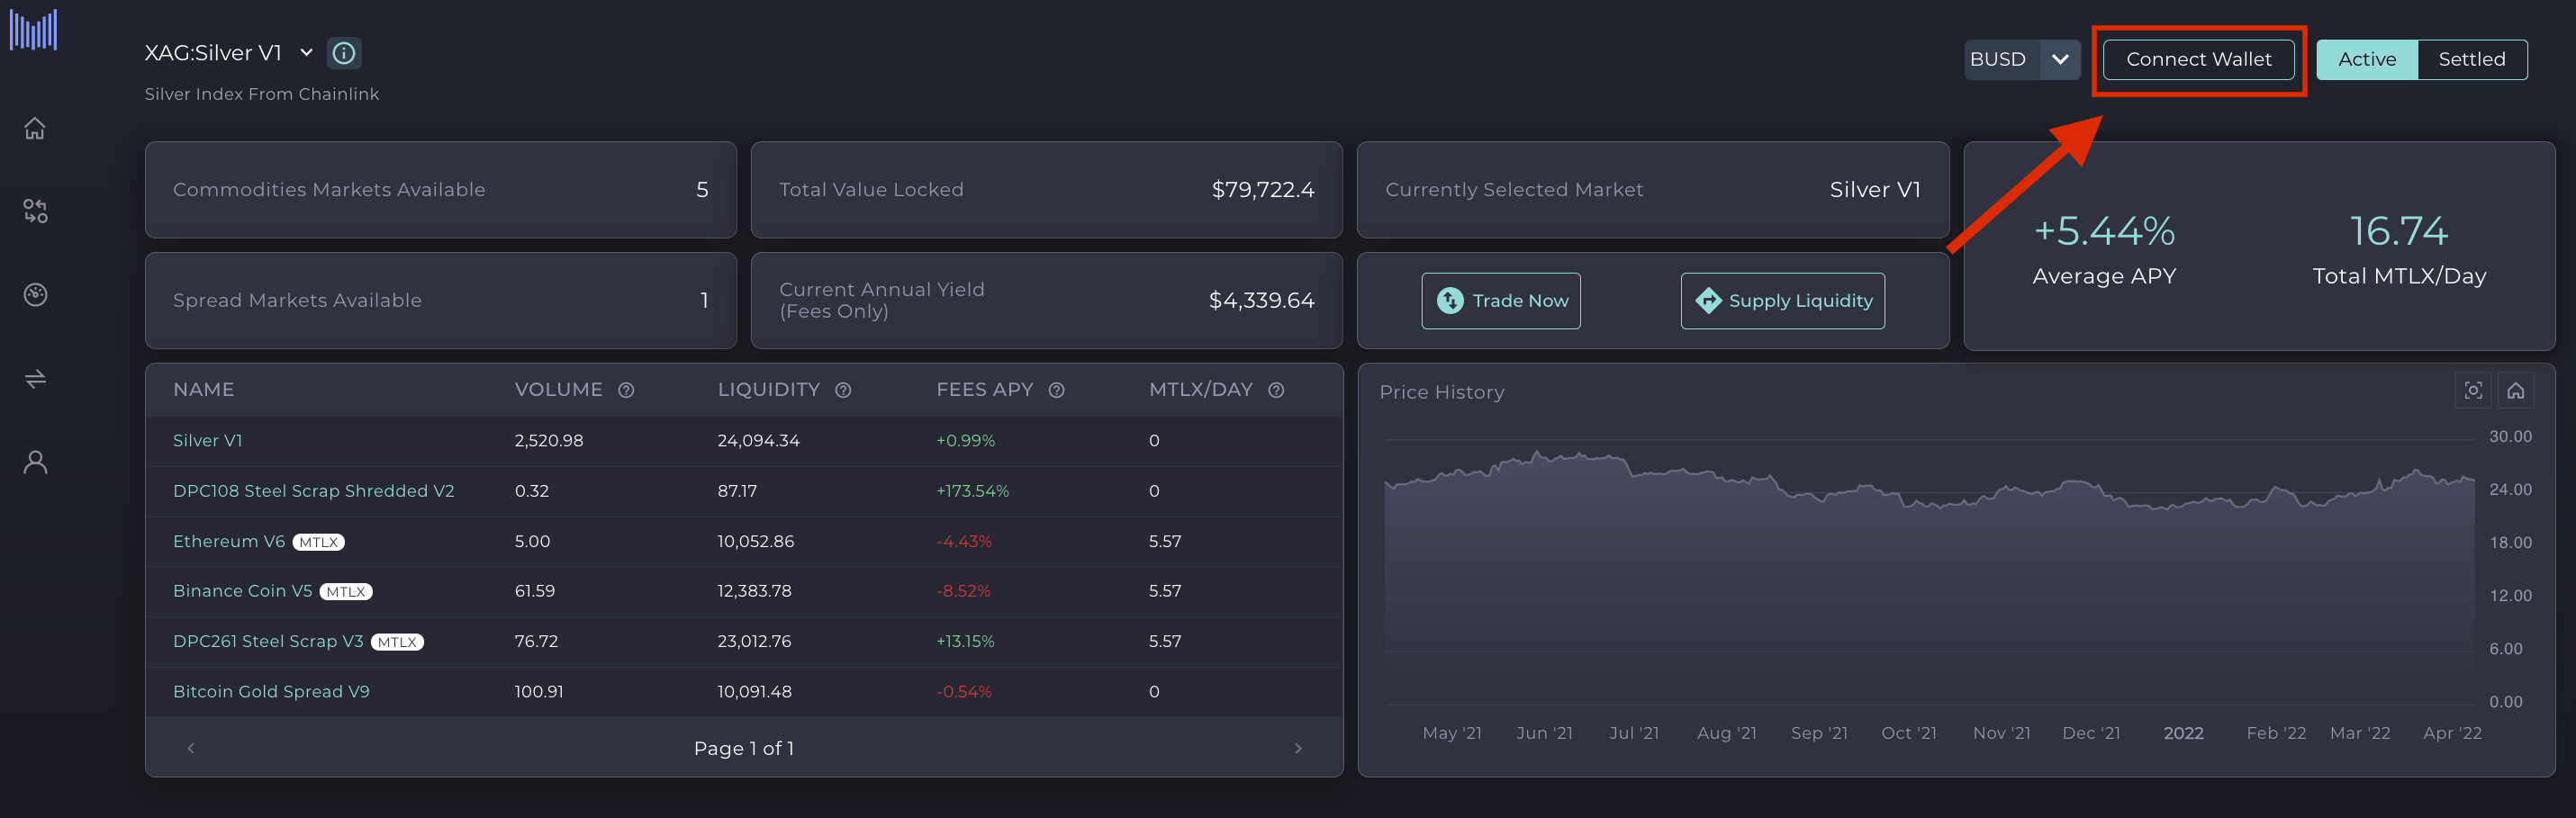 XAG:Silver V1
Silver Index From Chainlink
BUSD
Connect Wallet
Active
Settled
Commodities Markets Available
5
Total Value Locked
$79,722.4
Currently Selected Market
Silver V1
+5.44%
Average APY
16.74
Total MTLX/Day
Spread Markets Available
1
Current Annual Yield
(Fees Only)
$4,339.64
Trade Now
Supply Liquidity
NAME VOLUME LIQUIDITY FEES APY MTLX/DAY
Silver V1 2,520.98 24,094.34 +0.99% 0
DPC108 Steel Scrap Shredded V2 0.32 87.17 +173.54% 0
Ethereum V6 MTLX 5.00 10,052.86 -4.43% 5.57
Binance Coin V5 MTLX 61.59 12,383.78 -8.52% 5.57
DPC261 Steel Scrap V3 MTLX 76.72 23,012.76 +13.15% 5.57
Bitcoin Gold Spread V9 100.91 10,091.48 -0.54% 0
Page 1 of 1
Price History
30.00
24.00
18.00
12.00
6.00
0.00
May '21 Jun '21 Jul '21 Aug '21 Sep '21 Oct '21 Nov '21 Dec '21 2022 Feb '22 Mar '22 Apr '22